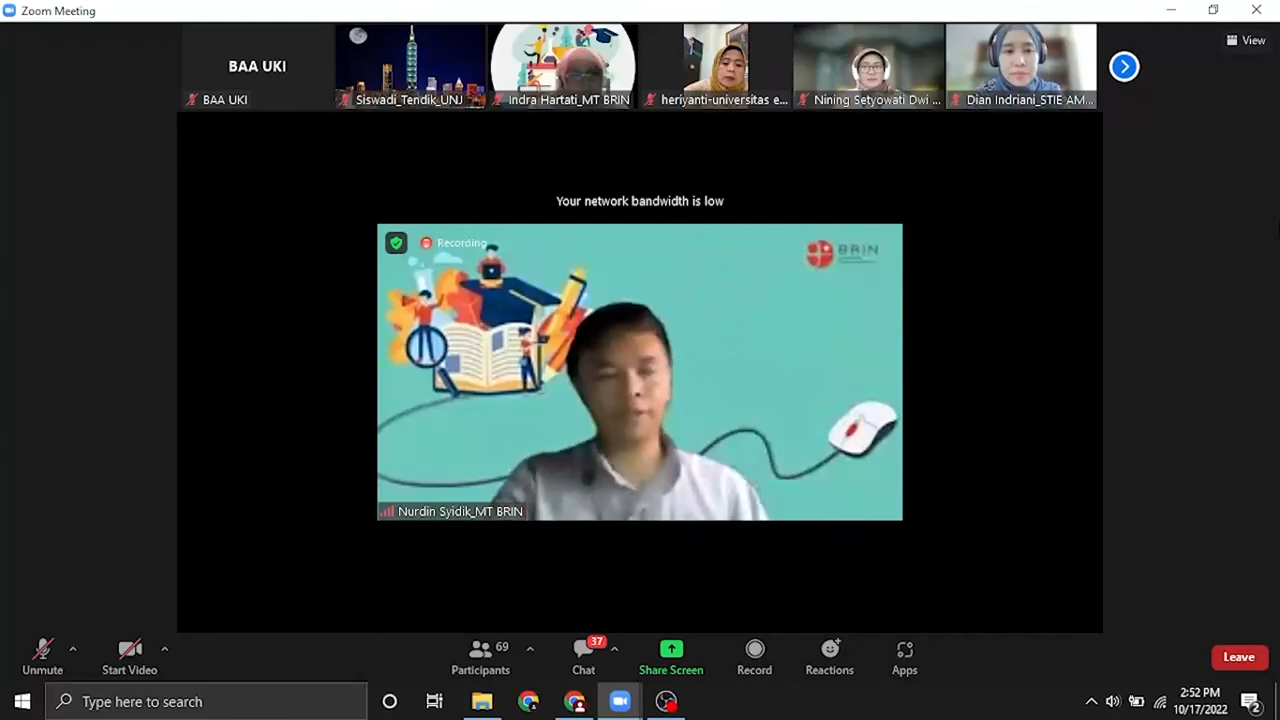 Zoom Meeting
BAA UKI
BAA UKI
Siswadi_Tendik_UNJ
Indra Hartati_MT BRIN
heriyanti-universitas e...
Nining Setyowati Dwi ...
Dian Indriani_STIE AM...
View
Your network bandwidth is low
Recording
BRIN
Nurdin Syidik_MT BRIN
Unmute
Start Video
69
Participants
37
Chat
Share Screen
Record
Reactions
Apps
Leave
Type here to search
2:52 PM
10/17/2022
2